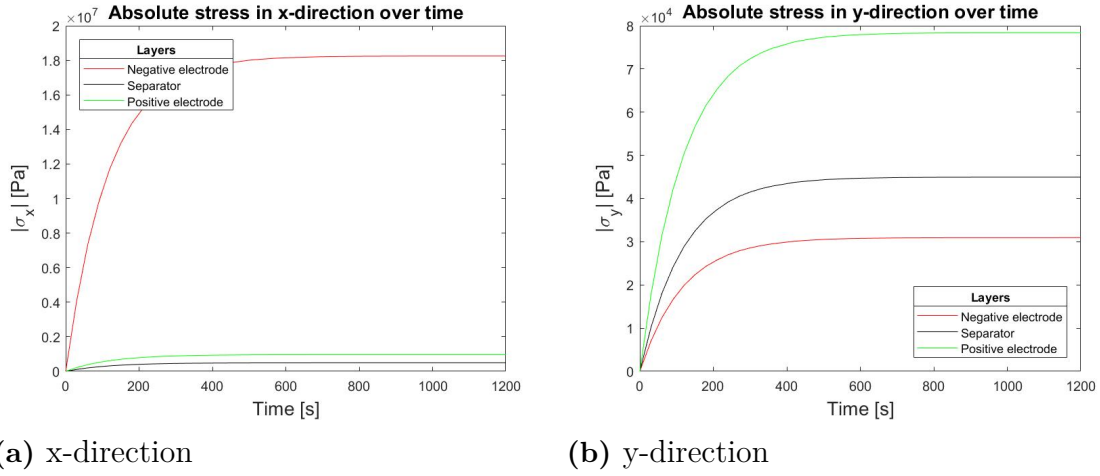 Absolute stress in x-direction over time
×10⁷
2
1.8
1.6
1.4
1.2
1
0.8
0.6
0.4
0.2
0
|σx| [Pa]
Layers
Negative electrode
Separator
Positive electrode
0 200 400 600 800 1000 1200
Time [s]
(a) x-direction
Absolute stress in y-direction over time
×10⁴
8
7
6
5
4
3
2
1
0
|σy| [Pa]
Layers
Negative electrode
Separator
Positive electrode
0 200 400 600 800 1000 1200
Time [s]
(b) y-direction